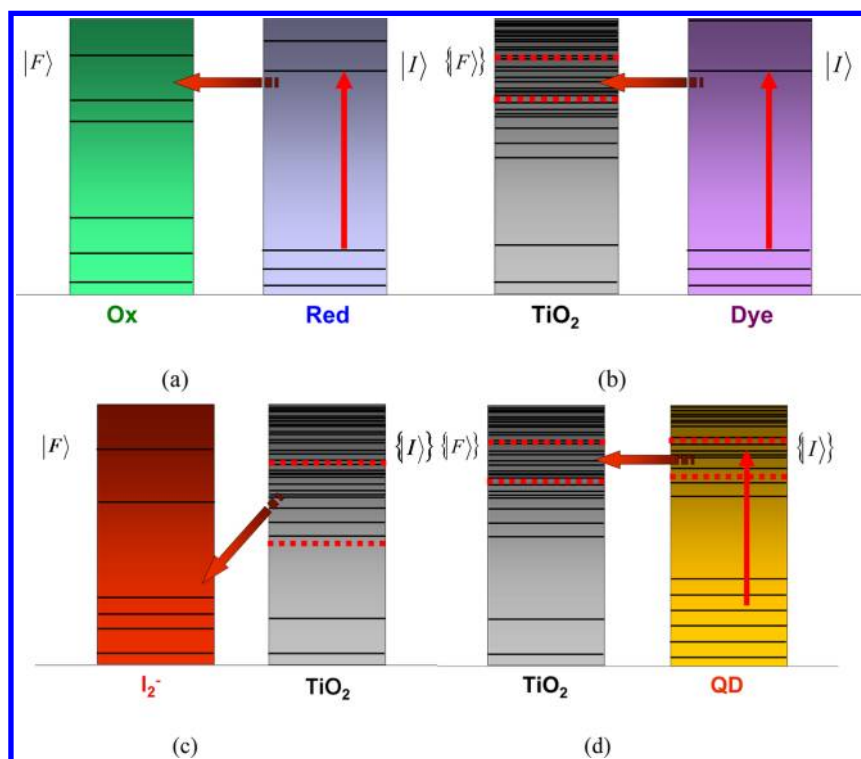 |F⟩ |I⟩ {|F⟩} |I⟩
Ox Red TiO₂ Dye
(a) (b)
|F⟩ {|I⟩} {|F⟩} {|I⟩}
I₂⁻ TiO₂ TiO₂ QD
(c) (d)